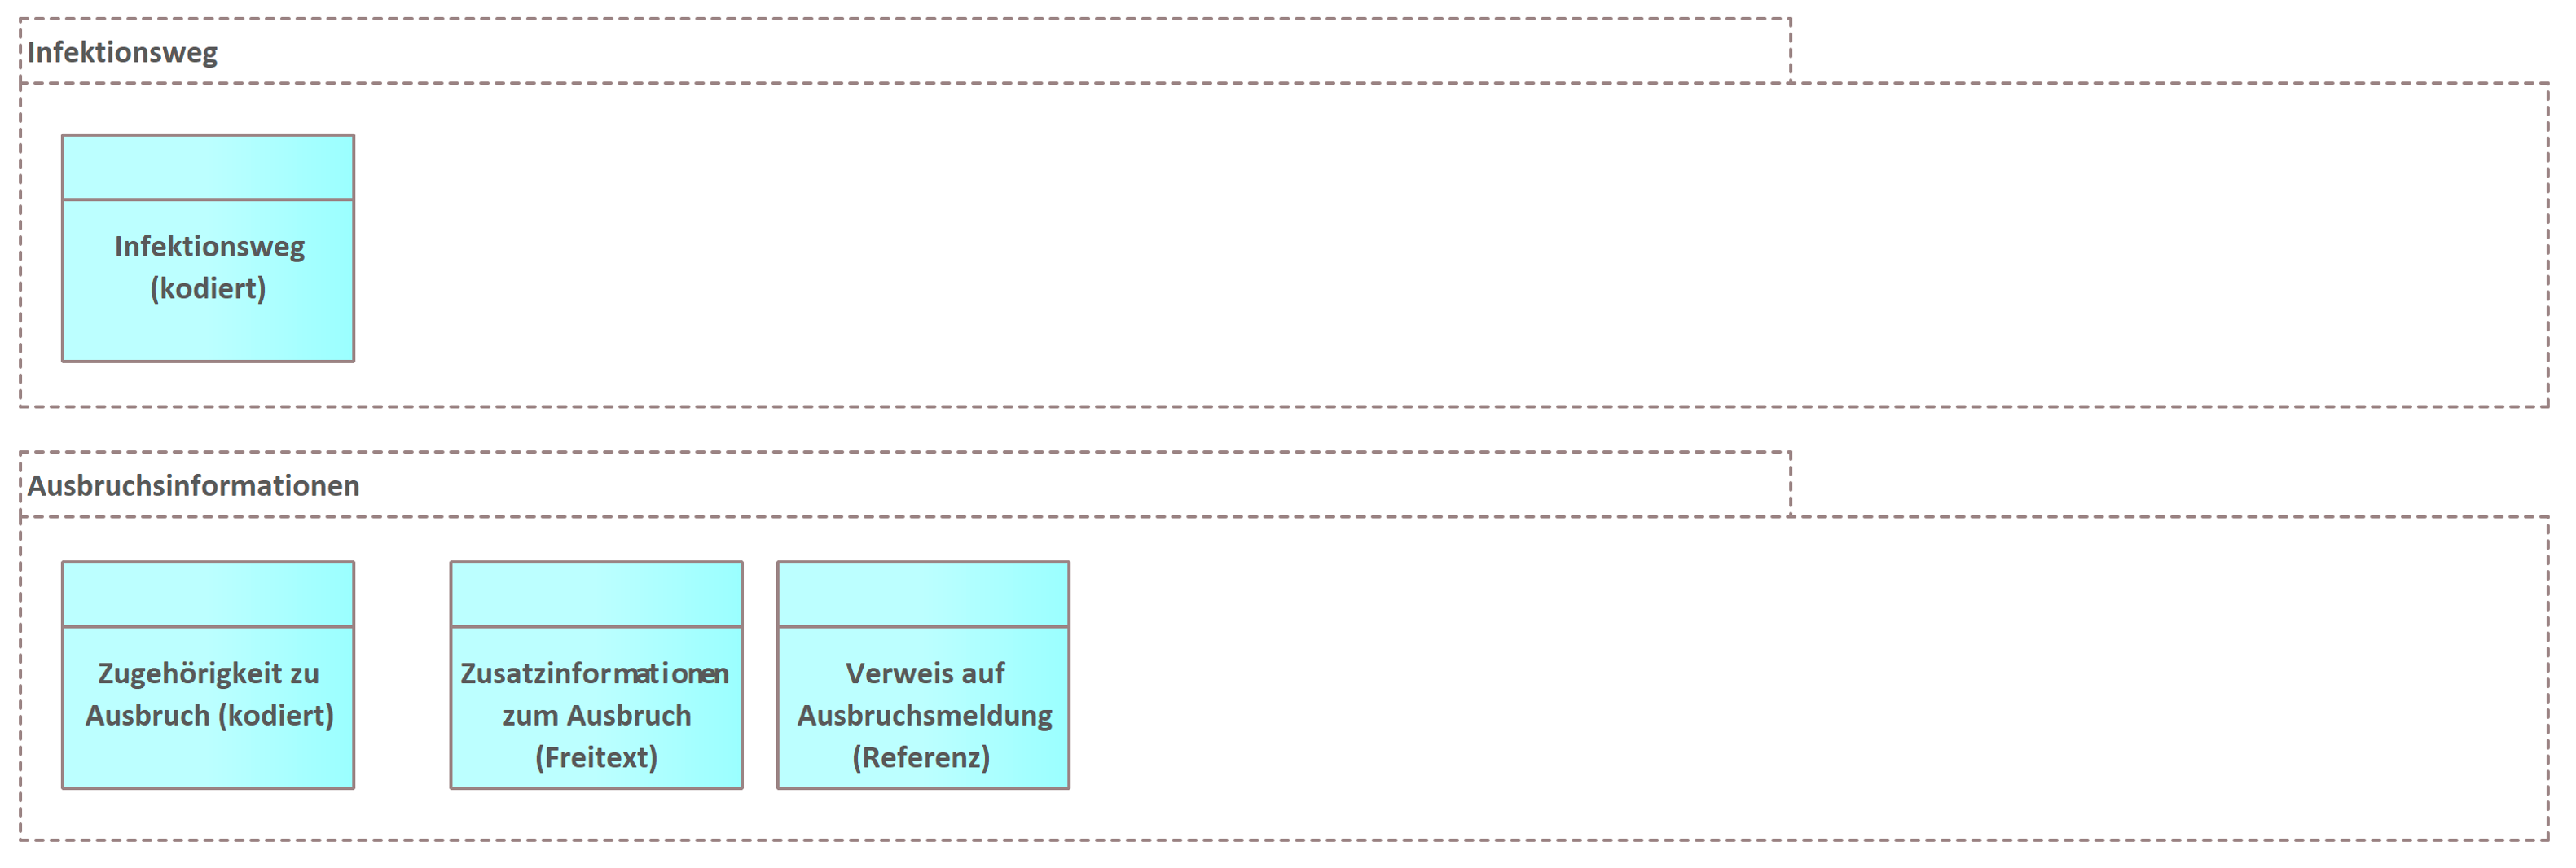 Infektionsweg
Infektionsweg
(kodiert)
Ausbruchsinformationen
Zugehörigkeit zu
Ausbruch (kodiert)
Zusatzinformationen
zum Ausbruch
(Freitext)
Verweis auf
Ausbruchsmeldung
(Referenz)